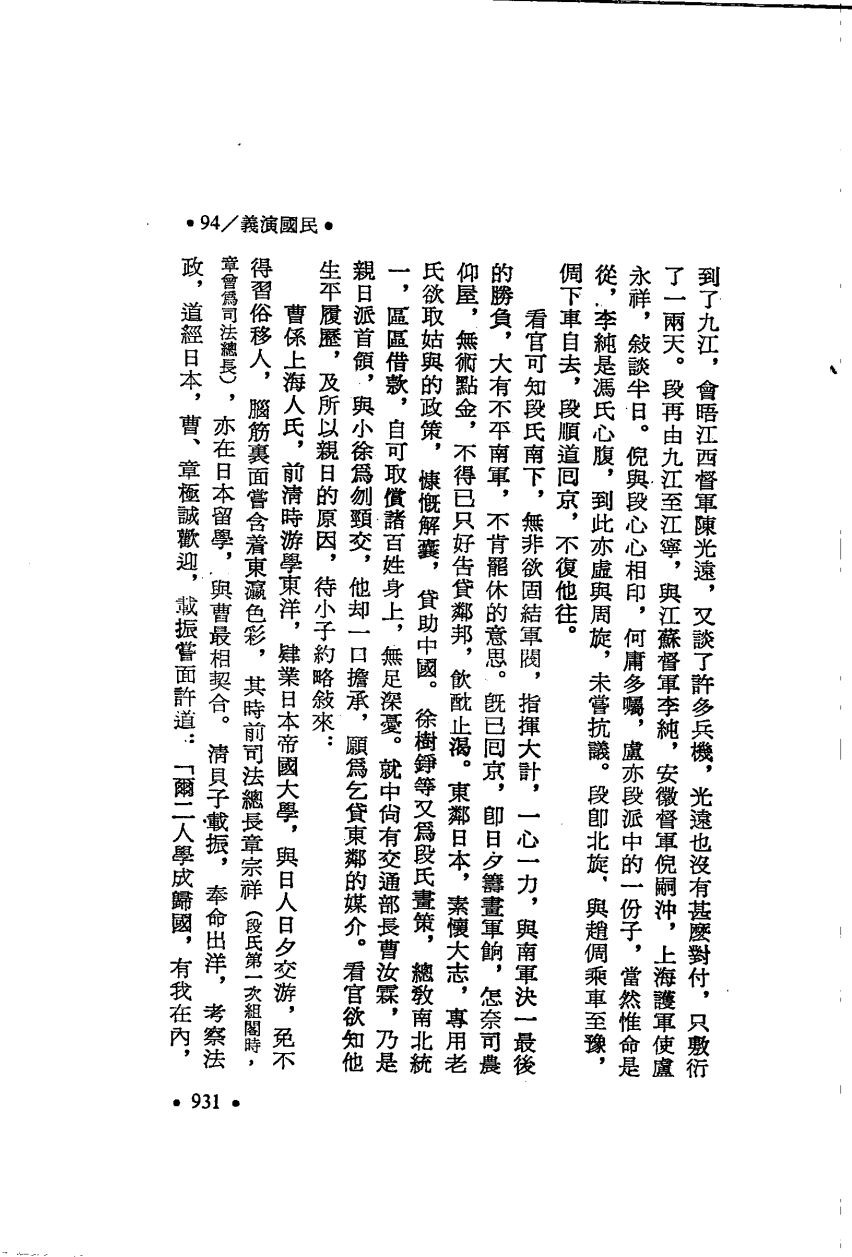 •94／義演國民•
到了九江，會晤江西督軍陳光遠，又談了許多兵機，光遠也沒有甚麼對付，只敷衍
了一兩天。段再由九江至江寧，與江蘇督軍李純，安徽督軍倪嗣沖，上海護軍使盧
永祥，敍談半日。倪與段心心相印，何庸多囑，盧亦段派中的一份子，當然惟命是
從，李純是馮氏心腹，到此亦虛與周旋，未嘗抗議。段卽北旋，與趙倜乘車至豫，
倜下車自去，段順道囘京，不復他往。
看官可知段氏南下，無非欲固結軍閥，指揮大計，一心一力，與南軍決一最後
的勝負，大有不平南軍，不肯罷休的意思。旣已囘京，卽日夕籌畫軍餉，怎奈司農
仰屋，無術點金，不得已只好告貸鄰邦，飲酖止渴。東鄰日本，素懷大志，專用老
氏欲取姑與的政策，慷慨解囊，貸助中國。徐樹錚等又爲段氏畫策，總教南北統
一，區區借款，自可取償諸百姓身上，無足深憂。就中尙有交通部長曹汝霖，乃是
親日派首領，與小徐爲刎頸交，他却一口擔承，願爲乞貸東鄰的媒介。看官欲知他
生平履歷，及所以親日的原因，待小子約略敍來：
曹係上海人氏，前淸時游學東洋，肄業日本帝國大學，與日人日夕交游，免不
得習俗移人，腦筋裏面嘗含着東瀛色彩，其時前司法總長章宗祥（段氏第一次組閣時，
章曾爲司法總長），亦在日本留學，與曹最相契合。淸貝子載振，奉命出洋，考察法
政，道經日本，曹、章極誠歡迎，載振嘗面許道：「爾二人學成歸國，有我在內，
•931•